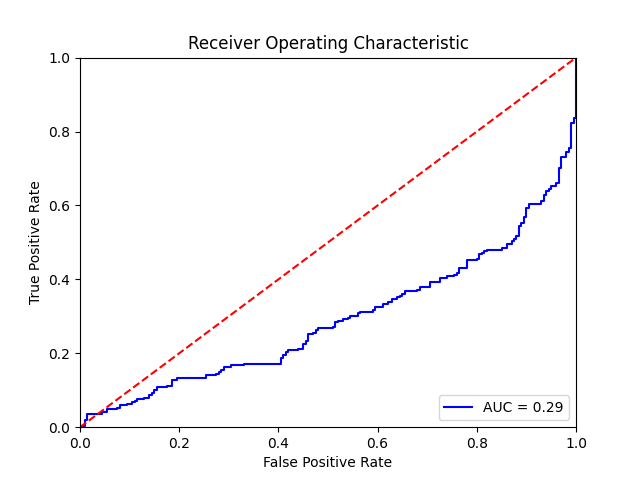 Receiver Operating Characteristic
True Positive Rate
1.0
0.8
0.6
0.4
0.2
0.0
AUC = 0.29
0.0 0.2 0.4 0.6 0.8 1.0
False Positive Rate